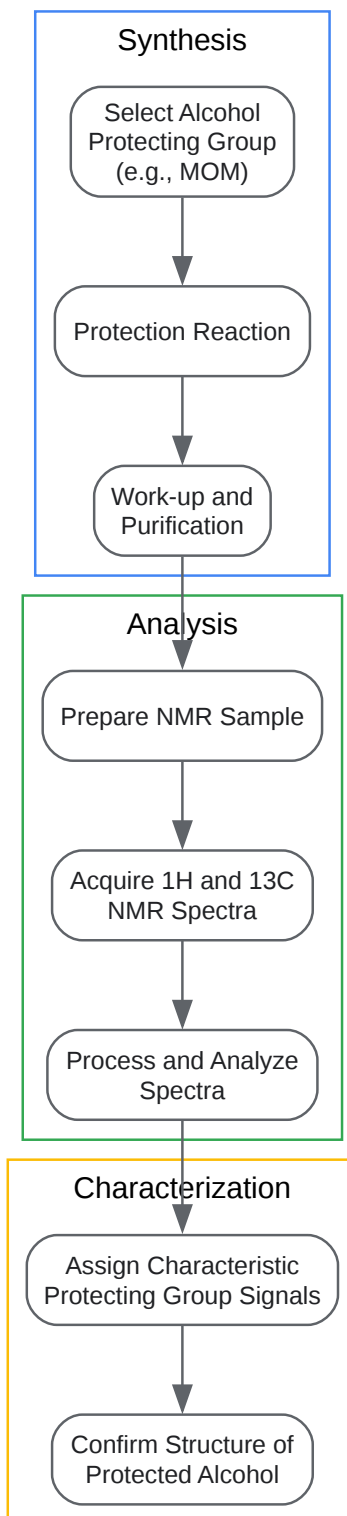 Synthesis
Select Alcohol
Protecting Group
(e.g., MOM)
Protection Reaction
Work-up and
Purification
Analysis
Prepare NMR Sample
Acquire 1H and 13C
NMR Spectra
Process and Analyze
Spectra
Characterization
Assign Characteristic
Protecting Group Signals
Confirm Structure of
Protected Alcohol